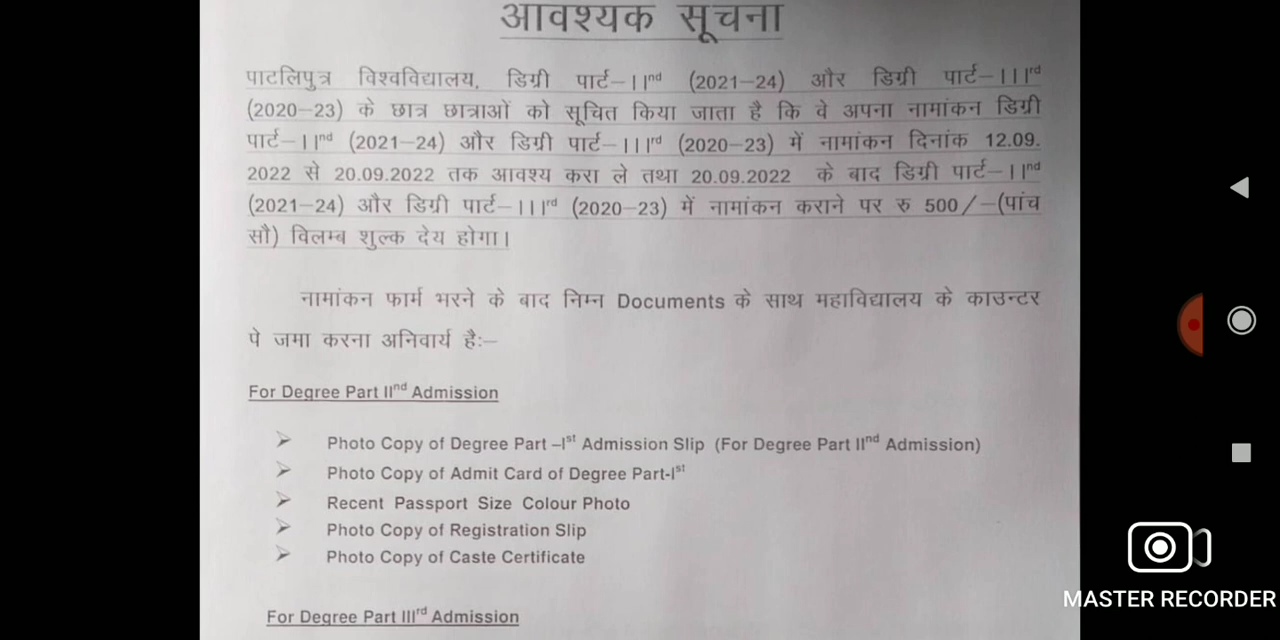 आवश्यक सूचना
पाटलिपुत्र विश्वविद्यालय, डिग्री पार्ट–IInd (2021–24) और डिग्री पार्ट–IIIrd
(2020–23) के छात्र छात्राओं को सूचित किया जाता है कि वे अपना नामांकन डिग्री
पार्ट–IInd (2021–24) और डिग्री पार्ट–IIIrd (2020–23) में नामांकन दिनांक 12.09.
2022 से 20.09.2022 तक आवश्य करा ले तथा 20.09.2022 के बाद डिग्री पार्ट–IInd
(2021–24) और डिग्री पार्ट–IIIrd (2020–23) में नामांकन कराने पर रु 500/–(पांच
सौ) विलम्ब शुल्क देय होगा।
नामांकन फार्म भरने के बाद निम्न Documents के साथ महाविद्यालय के काउन्टर
पे जमा करना अनिवार्य है:–
For Degree Part IInd Admission
➢ Photo Copy of Degree Part –Ist Admission Slip (For Degree Part IInd Admission)
➢ Photo Copy of Admit Card of Degree Part-Ist
➢ Recent Passport Size Colour Photo
➢ Photo Copy of Registration Slip
➢ Photo Copy of Caste Certificate
For Degree Part IIIrd Admission
MASTER RECORDER